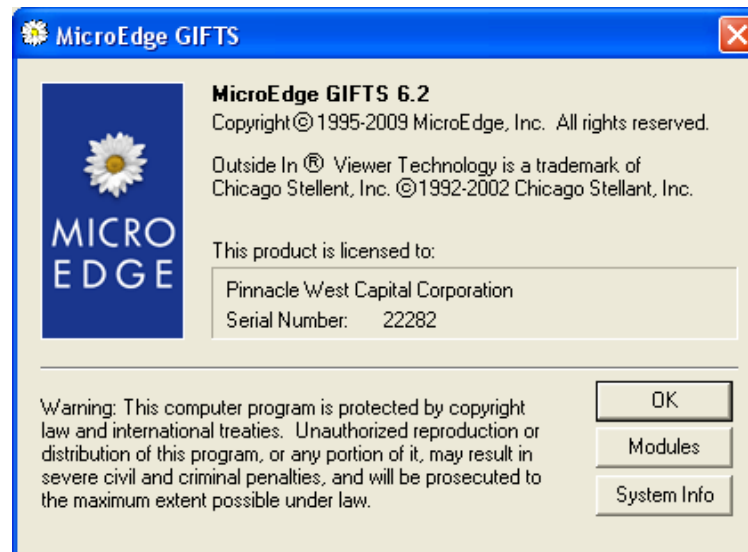 MicroEdge GIFTS
MicroEdge GIFTS 6.2
Copyright © 1995-2009 MicroEdge, Inc. All rights reserved.
Outside In ® Viewer Technology is a trademark of
Chicago Stellent, Inc. ©1992-2002 Chicago Stellant, Inc.
MICRO
EDGE
This product is licensed to:
Pinnacle West Capital Corporation
Serial Number: 22282
Warning: This computer program is protected by copyright
law and international treaties. Unauthorized reproduction or
distribution of this program, or any portion of it, may result in
severe civil and criminal penalties, and will be prosecuted to
the maximum extent possible under law.
OK
Modules
System Info